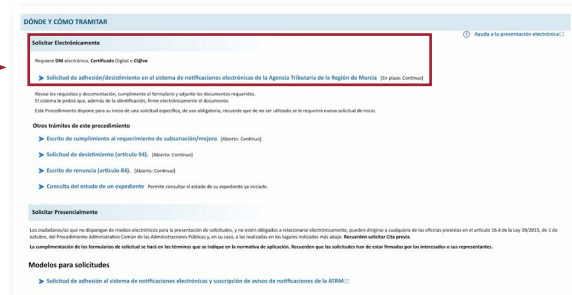 DÓNDE Y CÓMO TRAMITAR
Ayuda a la presentación electrónica
Solicitar Electrónicamente
Requiere DNI electrónico, Certificado Digital o Cl@ve
Solicitud de adhesión/desistimiento en el sistema de notificaciones electrónicas de la Agencia Tributaria de la Región de Murcia [En plazo: Continuo]
Revise los requisitos y documentación, cumplimente el formulario y adjunte los documentos requeridos.
El sistema le pedirá que, además de la identificación, firme electrónicamente el documento.
Este Procedimiento dispone para su inicio de una solicitud específica, de uso obligatorio, recuerde que de no ser utilizado se le requerirá nueva solicitud de inicio.
Otros trámites de este procedimiento
Escrito de cumplimiento al requerimiento de subsanación/mejora [Abierto: Continuo]
Solicitud de desistimiento (artículo 94). [Abierto: Continuo]
Escrito de renuncia (artículo 84). [Abierto: Continuo]
Consulta del estado de un expediente Permite consultar el estado de su expediente ya iniciado.
Solicitar Presencialmente
Los ciudadanos/as que no dispongan de medios electrónicos para la presentación de solicitudes, y no estén obligados a relacionarse electrónicamente, pueden dirigirse a cualquiera de las oficinas previstas en el artículo 16.4 de la Ley 39/2015, de 1 de
octubre, del Procedimiento Administrativo Común de las Administraciones Públicas y, en su caso, a las realizadas en los lugares indicados más abajo. Recuerden solicitar Cita previa.
La cumplimentación de los formularios de solicitud se hará en los términos que se indique en la normativa de aplicación. Recuerden que las solicitudes han de estar firmadas por los interesados o sus representantes.
Modelos para solicitudes
Solicitud de adhesión al sistema de notificaciones electrónicas y suscripción de avisos de notificaciones de la ATRM